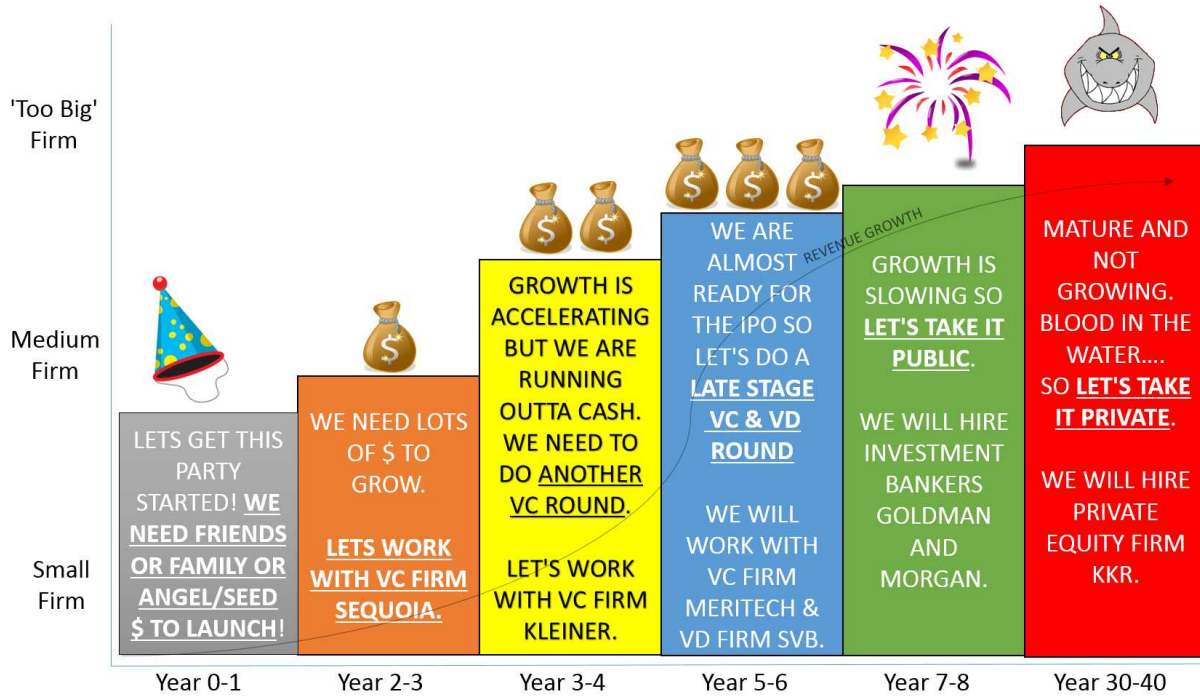 'Too Big'
Firm
Medium
Firm
Small
Firm
LETS GET THIS
PARTY
STARTED! WE
NEED FRIENDS
OR FAMILY OR
ANGEL/SEED
$ TO LAUNCH!
WE NEED LOTS
OF $ TO
GROW.
LETS WORK
WITH VC FIRM
SEQUOIA.
GROWTH IS
ACCELERATING
BUT WE ARE
RUNNING
OUTTA CASH.
WE NEED TO
DO ANOTHER
VC ROUND.
LET'S WORK
WITH VC FIRM
KLEINER.
WE ARE
ALMOST
READY FOR
THE IPO SO
LET'S DO A
LATE STAGE
VC & VD
ROUND
WE WILL
WORK WITH
VC FIRM
MERITECH &
VD FIRM SVB.
REVENUE GROWTH
GROWTH IS
SLOWING SO
LET'S TAKE IT
PUBLIC.
WE WILL HIRE
INVESTMENT
BANKERS
GOLDMAN
AND
MORGAN.
MATURE AND
NOT
GROWING.
BLOOD IN THE
WATER....
SO LET'S TAKE
IT PRIVATE.
WE WILL HIRE
PRIVATE
EQUITY FIRM
KKR.
$
$
$
$
$
$
Year 0-1
Year 2-3
Year 3-4
Year 5-6
Year 7-8
Year 30-40